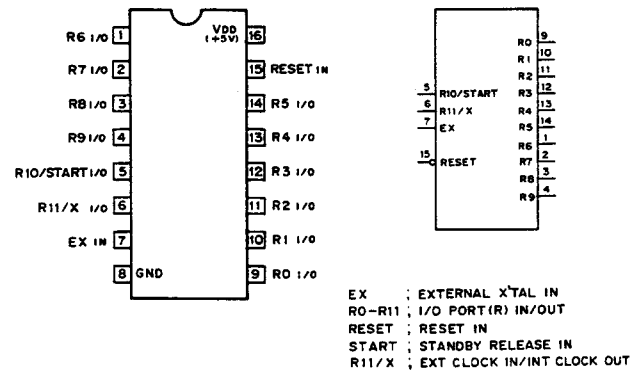 R6 I/O 1
VDD (+5V) 16
R7 I/O 2
15 RESET IN
R8 I/O 3
14 R5 I/O
R9 I/O 4
13 R4 I/O
R10/START I/O 5
12 R3 I/O
R11/X I/O 6
11 R2 I/O
EX IN 7
10 R1 I/O
8 GND
9 R0 I/O
R0 9
R1 10
R2 11
5 R10/START
R3 12
6 R11/X
R4 13
7 EX
R5 14
R6 1
15 RESET
R7 2
R8 3
R9 4
EX ; EXTERNAL X'TAL IN
R0-R11 ; I/O PORT(R) IN/OUT
RESET ; RESET IN
START ; STANDBY RELEASE IN
R11/X ; EXT CLOCK IN/INT CLOCK OUT